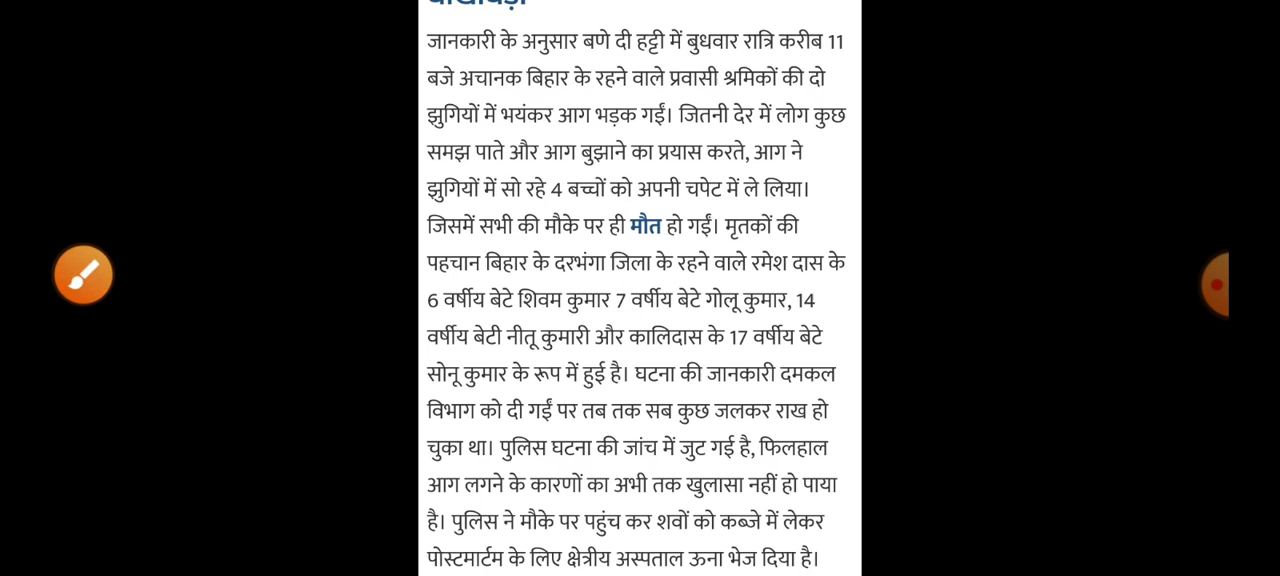 जानकारी के अनुसार बणे दी हट्टी में बुधवार रात्रि करीब 11
बजे अचानक बिहार के रहने वाले प्रवासी श्रमिकों की दो
झुगियों में भयंकर आग भड़क गईं। जितनी देर में लोग कुछ
समझ पाते और आग बुझाने का प्रयास करते, आग ने
झुगियों में सो रहे 4 बच्चों को अपनी चपेट में ले लिया।
जिसमें सभी की मौके पर ही मौत हो गईं। मृतकों की
पहचान बिहार के दरभंगा जिला के रहने वाले रमेश दास के
6 वर्षीय बेटे शिवम कुमार 7 वर्षीय बेटे गोलू कुमार, 14
वर्षीय बेटी नीतू कुमारी और कालिदास के 17 वर्षीय बेटे
सोनू कुमार के रूप में हुई है। घटना की जानकारी दमकल
विभाग को दी गईं पर तब तक सब कुछ जलकर राख हो
चुका था। पुलिस घटना की जांच में जुट गई है, फिलहाल
आग लगने के कारणों का अभी तक खुलासा नहीं हो पाया
है। पुलिस ने मौके पर पहुंच कर शवों को कब्जे में लेकर
पोस्टमार्टम के लिए क्षेत्रीय अस्पताल ऊना भेज दिया है।